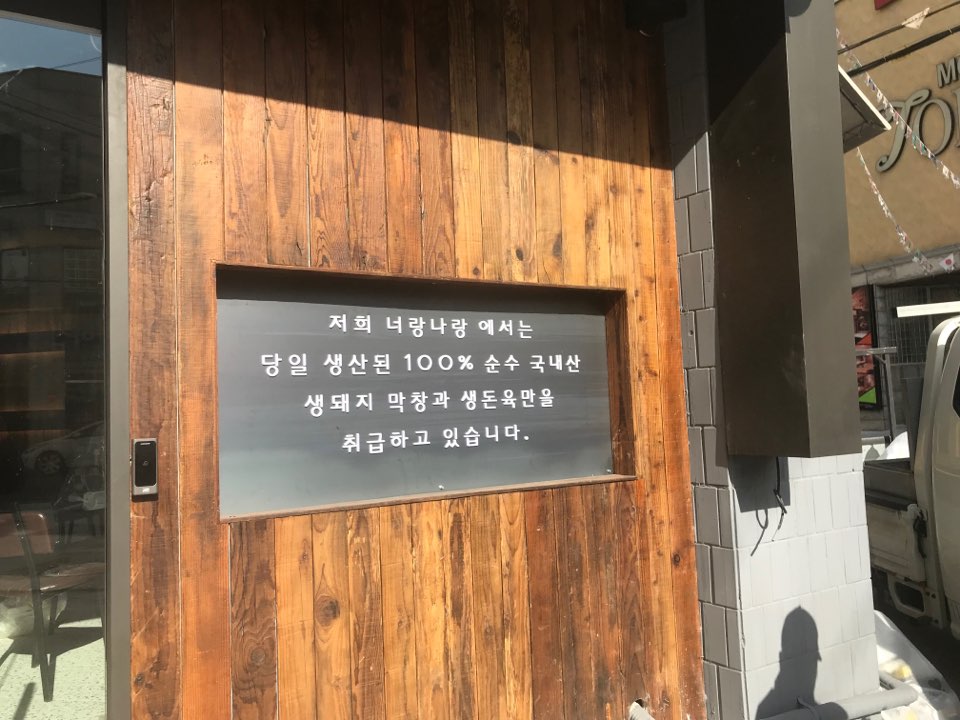 저희 너랑나랑 에서는
당일 생산된 100% 순수 국내산
생돼지 막창과 생돈육만을
취급하고 있습니다.